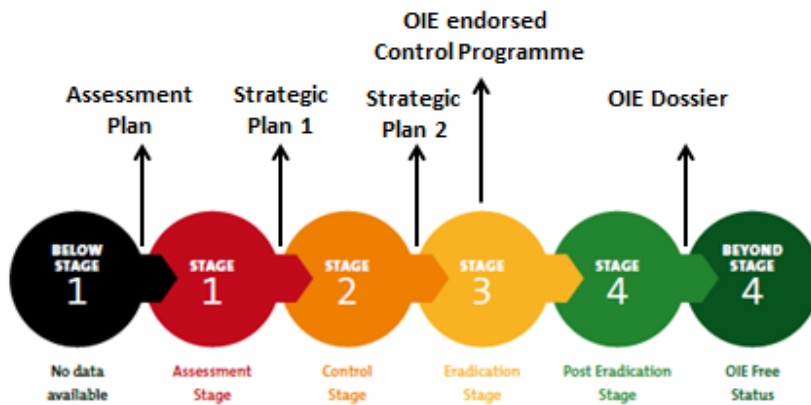 OIE endorsed
Control Programme
Assessment
Plan
Strategic
Plan 1
Strategic
Plan 2
OIE Dossier
BELOW
STAGE
1
STAGE
1
STAGE
2
STAGE
3
STAGE
4
BEYOND
STAGE
4
No data
available
Assessment
Stage
Control
Stage
Eradication
Stage
Post Eradication
Stage
OIE Free
Status